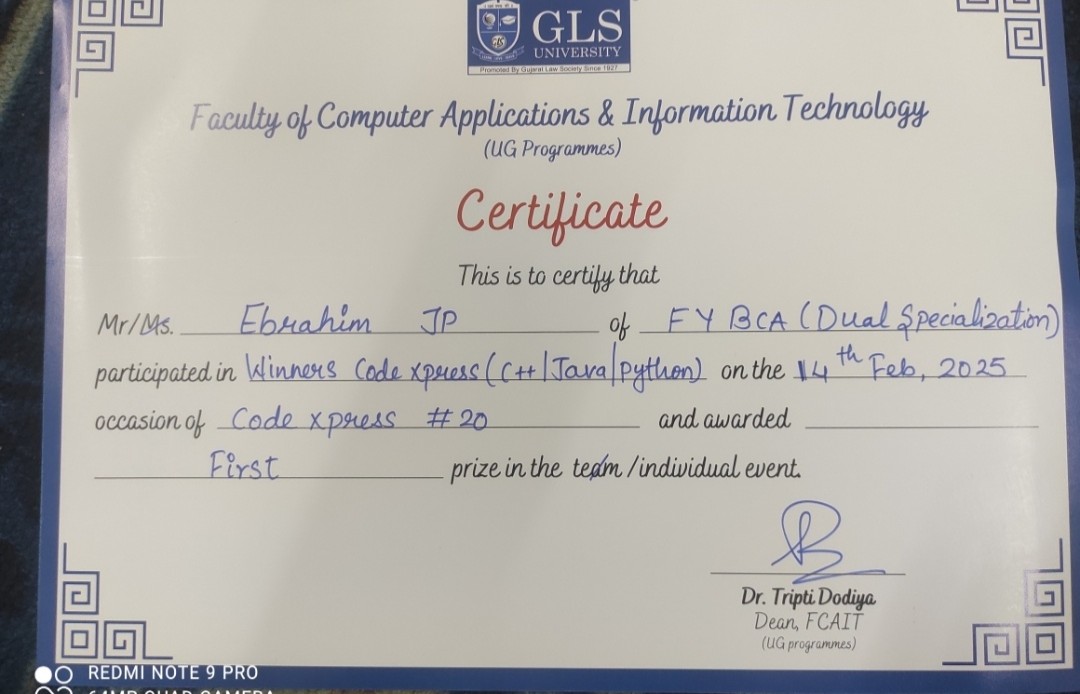 GLS
UNIVERSITY
Promoted By Gujarat Law Society Since 1927
Faculty of Computer Applications & Information Technology
(UG Programmes)
Certificate
This is to certify that
Mr/Ms. Ebrahim JP of FY BCA (Dual Specialization)
participated in Winners Code xpress (C++|Java|python) on the 14th Feb, 2025
occasion of Code xpress #20 and awarded
First prize in the team /individual event.
Dr. Tripti Dodiya
Dean, FCAIT
(UG programmes)
REDMI NOTE 9 PRO
64MP QUAD CAMERA